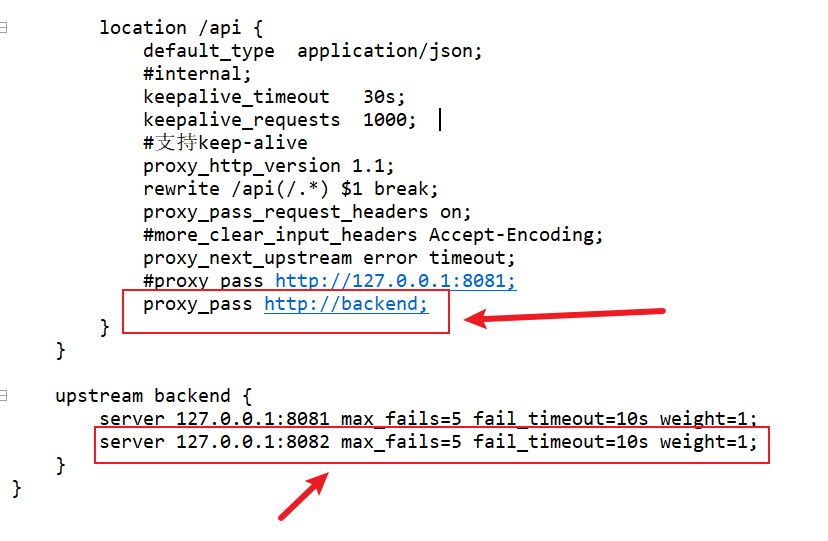 location /api {
default_type  application/json;
#internal;
keepalive_timeout   30s;
keepalive_requests  1000;
#支持keep-alive
proxy_http_version 1.1;
rewrite /api(/.*) $1 break;
proxy_pass_request_headers on;
#more_clear_input_headers Accept-Encoding;
proxy_next_upstream error timeout;
#proxy_pass http://127.0.0.1:8081;
proxy_pass http://backend;
}
}
upstream backend {
server 127.0.0.1:8081 max_fails=5 fail_timeout=10s weight=1;
server 127.0.0.1:8082 max_fails=5 fail_timeout=10s weight=1;
}
}